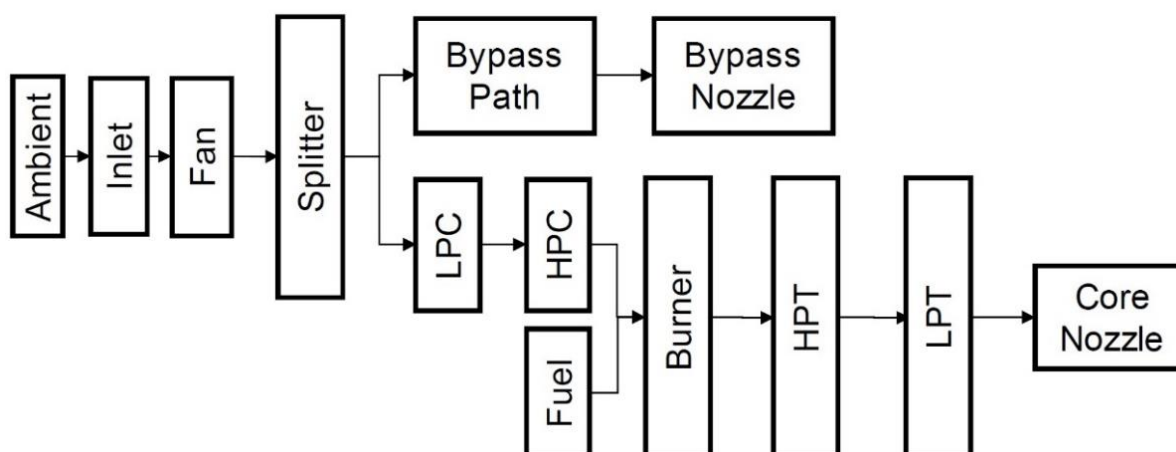 Ambient
Inlet
Fan
Splitter
Bypass
Path
Bypass
Nozzle
LPC
HPC
Fuel
Burner
HPT
LPT
Core
Nozzle